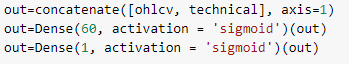 out=concatenate([ohlcv, technical], axis=1)
out=Dense(60, activation = 'sigmoid')(out)
out=Dense(1, activation = 'sigmoid')(out)